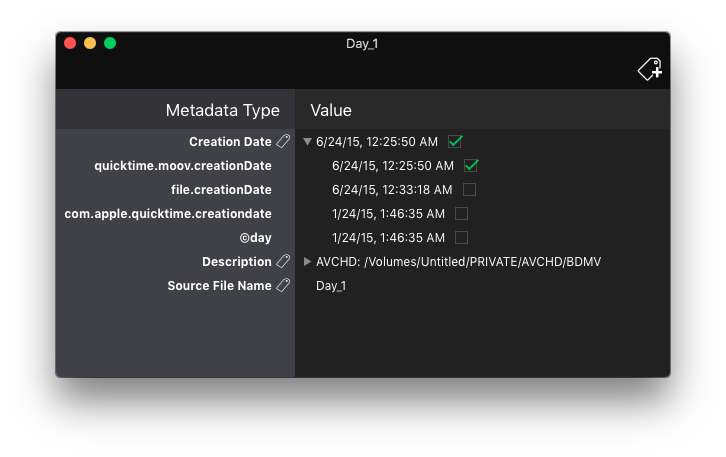 Day_1
Metadata Type Value
Creation Date 6/24/15, 12:25:50 AM
quicktime.moov.creationDate 6/24/15, 12:25:50 AM
file.creationDate 6/24/15, 12:33:18 AM
com.apple.quicktime.creationdate 1/24/15, 1:46:35 AM
©day 1/24/15, 1:46:35 AM
Description AVCHD: /Volumes/Untitled/PRIVATE/AVCHD/BDMV
Source File Name Day_1